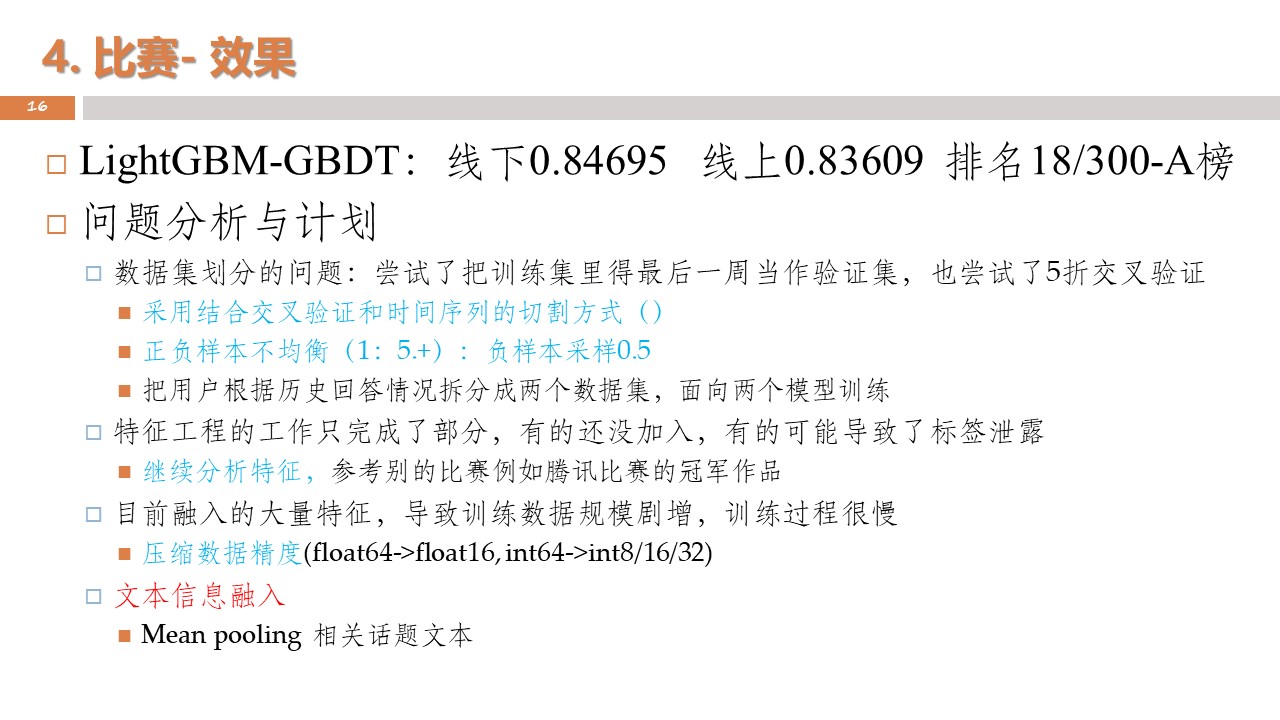 4. 比赛- 效果
16
LightGBM-GBDT： 线下0.84695 线上0.83609 排名18/300-A榜
问题分析与计划
数据集划分的问题：尝试了把训练集里得最后一周当作验证集，也尝试了5折交叉验证
采用结合交叉验证和时间序列的切割方式（）
正负样本不均衡（1：5.+）：负样本采样0.5
把用户根据历史回答情况拆分成两个数据集，面向两个模型训练
特征工程的工作只完成了部分，有的还没加入，有的可能导致了标签泄露
继续分析特征，参考别的比赛例如腾讯比赛的冠军作品
目前融入的大量特征，导致训练数据规模剧增，训练过程很慢
压缩数据精度(float64->float16, int64->int8/16/32)
文本信息融入
Mean pooling 相关话题文本